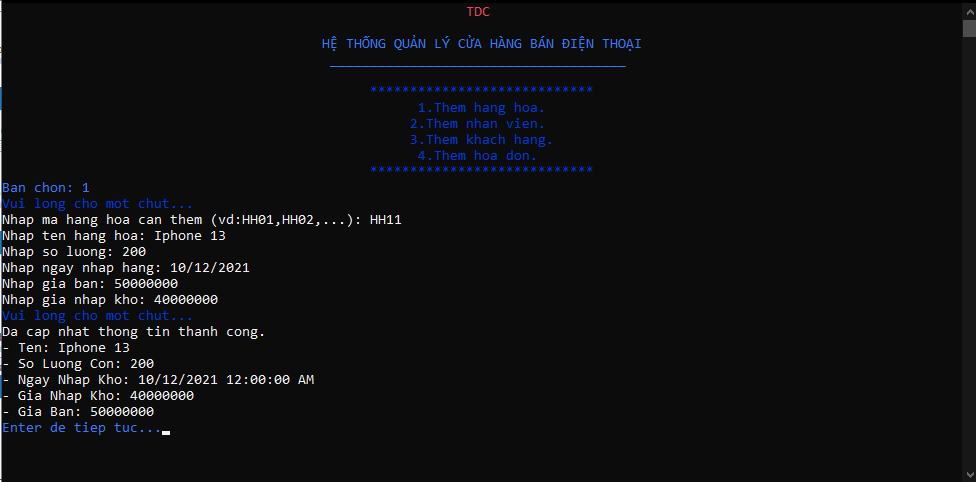 TDC
HỆ THỐNG QUẢN LÝ CỬA HÀNG BÁN ĐIỆN THOẠI
_____________________________________
****************************
1.Them hang hoa.
2.Them nhan vien.
3.Them khach hang.
4.Them hoa don.
****************************
Ban chon: 1
Vui long cho mot chut...
Nhap ma hang hoa can them (vd:HH01,HH02,...): HH11
Nhap ten hang hoa: Iphone 13
Nhap so luong: 200
Nhap ngay nhap hang: 10/12/2021
Nhap gia ban: 50000000
Nhap gia nhap kho: 40000000
Vui long cho mot chut...
Da cap nhat thong tin thanh cong.
- Ten: Iphone 13
- So Luong Con: 200
- Ngay Nhap Kho: 10/12/2021 12:00:00 AM
- Gia Nhap Kho: 40000000
- Gia Ban: 50000000
Enter de tiep tuc...